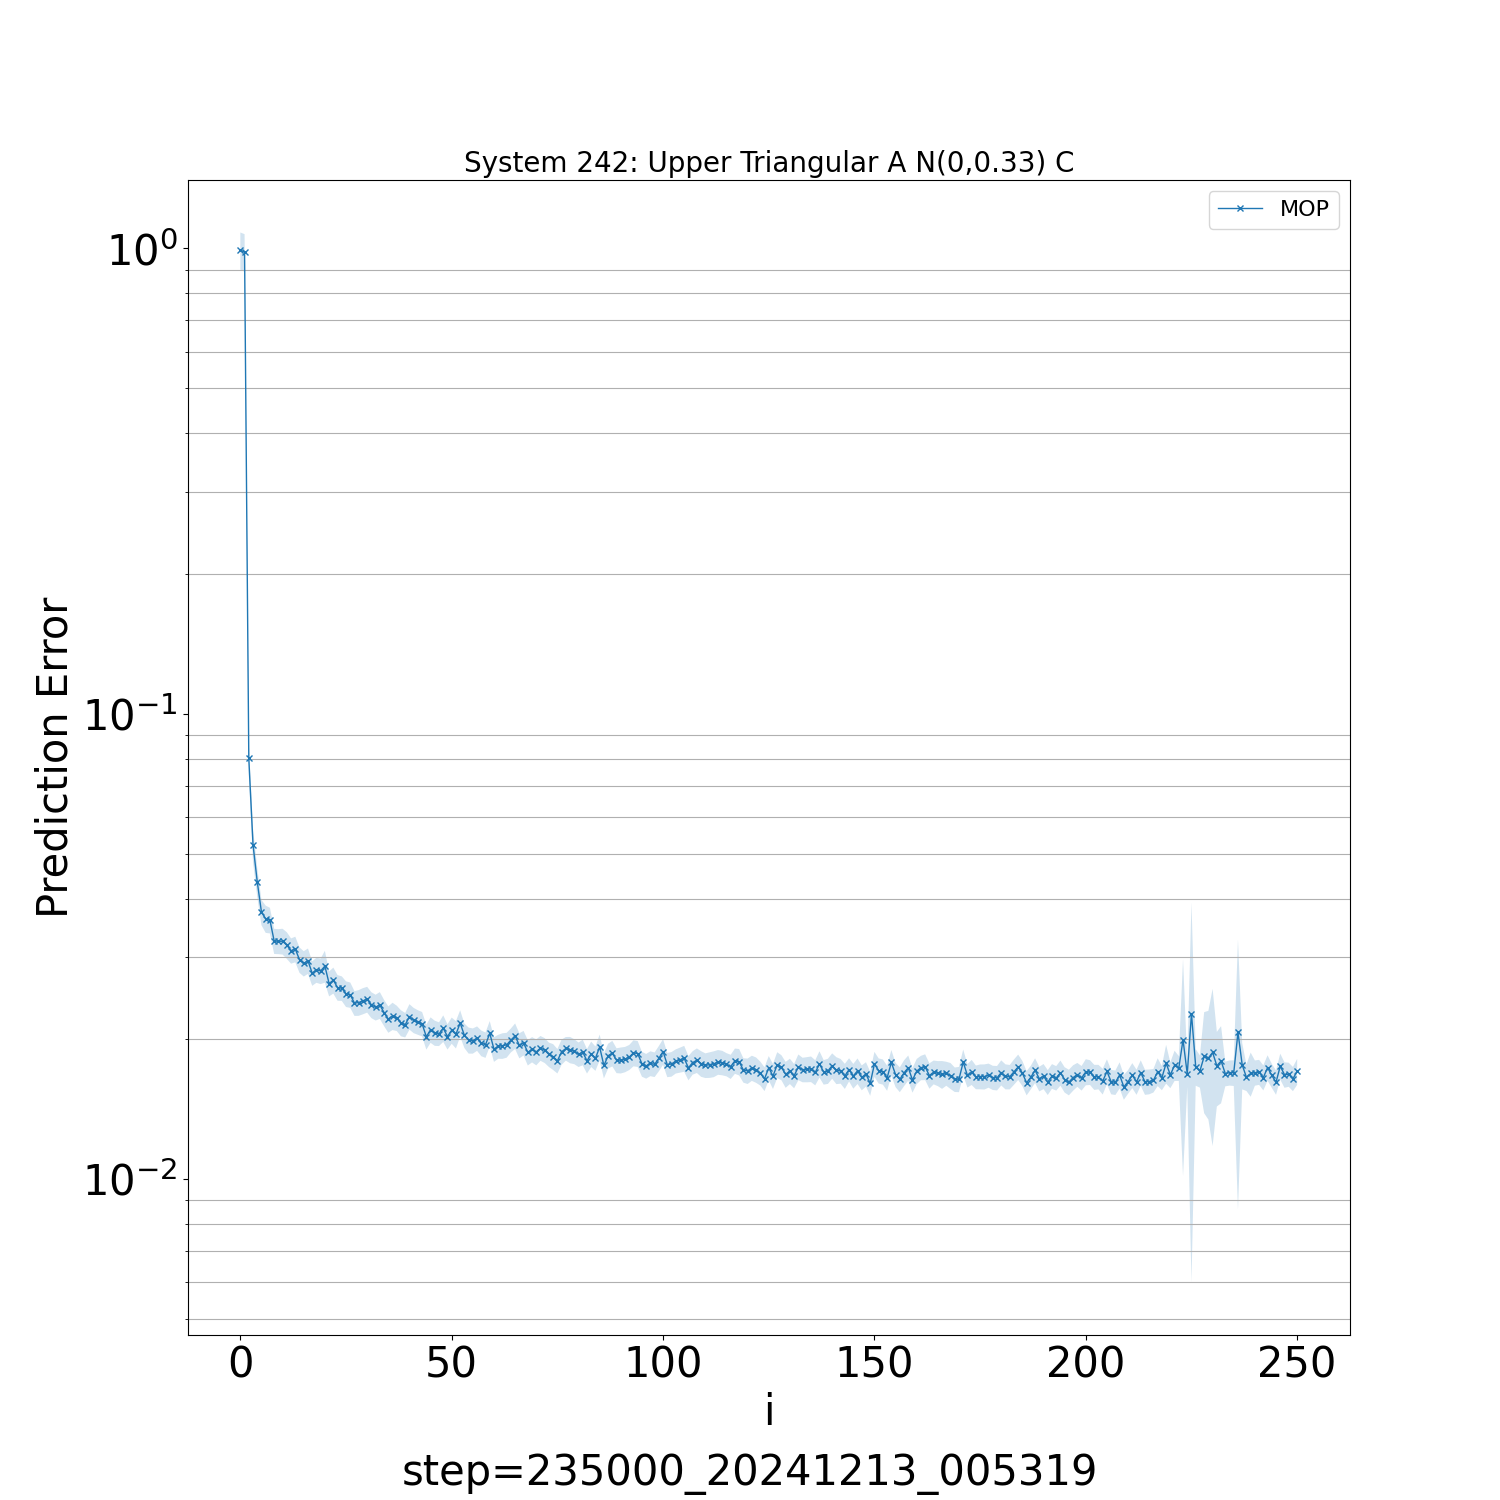 System 242: Upper Triangular A N(0,0.33) C
MOP
10⁰
10⁻¹
10⁻²
Prediction Error
0 50 100 150 200 250
i
step=235000_20241213_005319